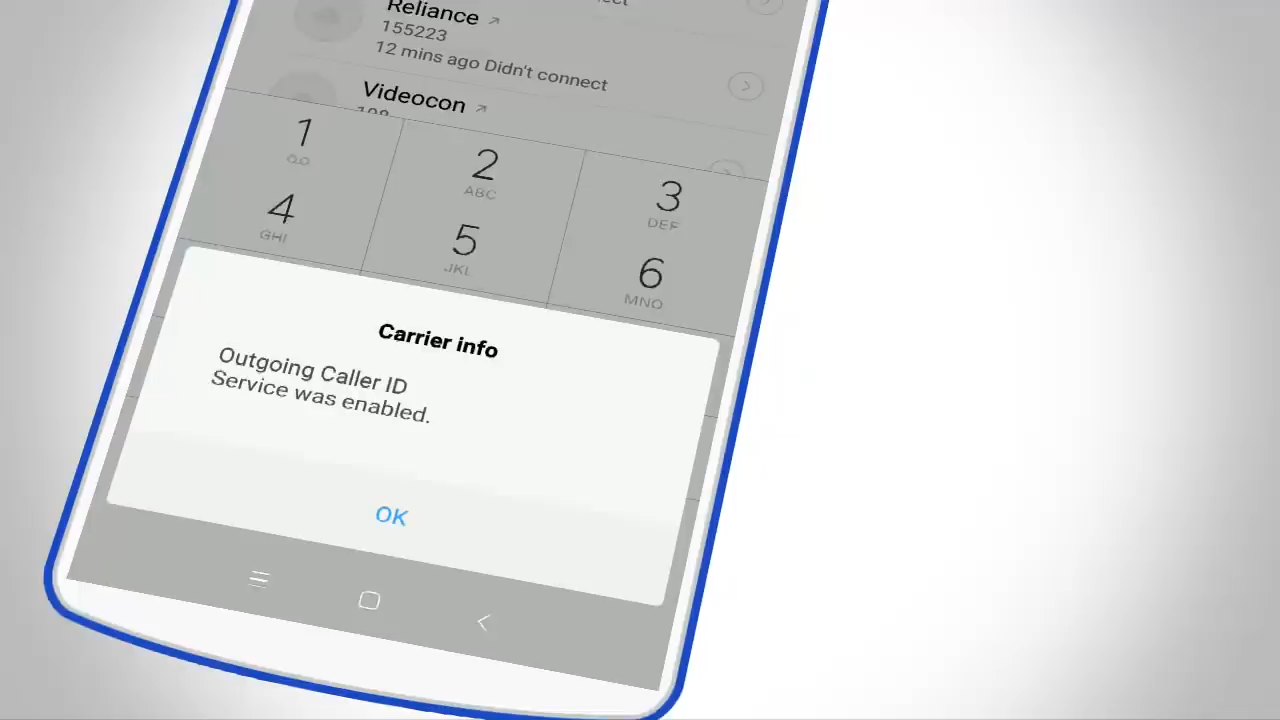 Reliance
155223
12 mins ago Didn't connect
Videocon
1
2
ABC
3
DEF
4
GHI
5
JKL
6
MNO
Carrier info
Outgoing Caller ID
Service was enabled.
OK